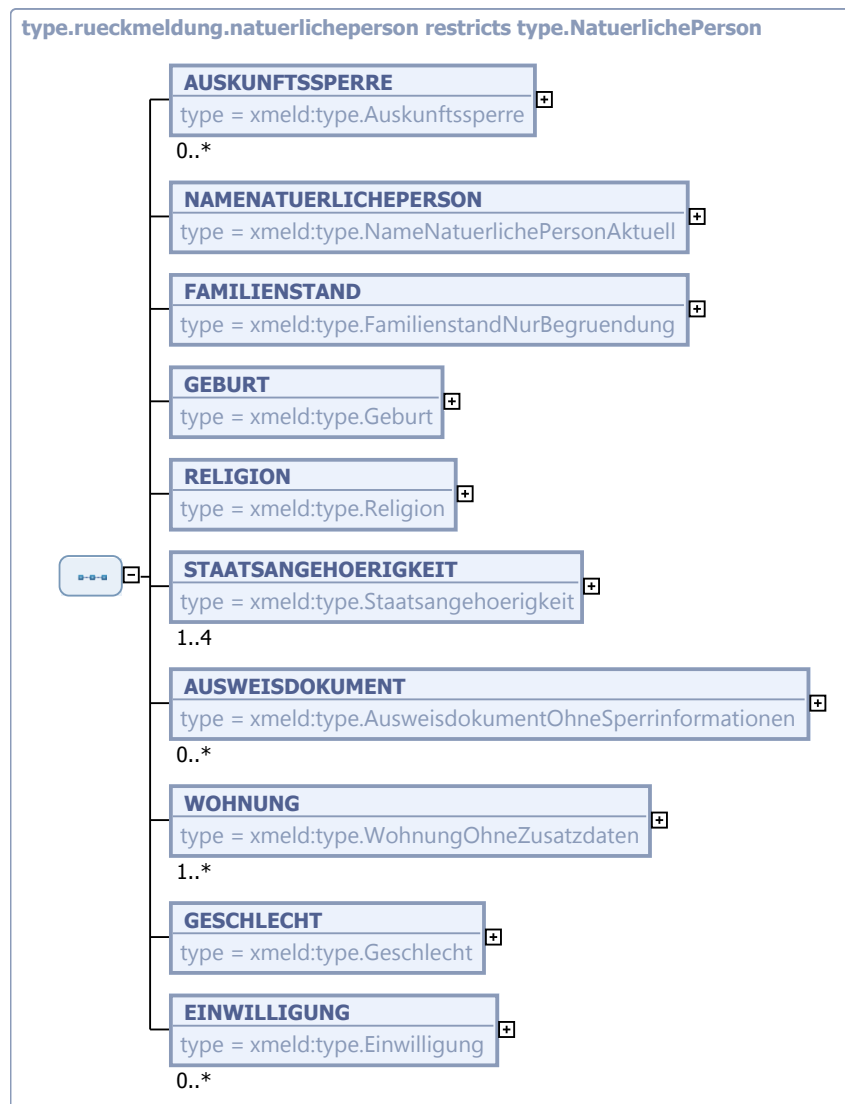 type.rueckmeldung.natuerlicheperson restricts type.NatuerlichePerson
AUSKUNFTSSPERRE
type = xmeld:type.Auskunftssperre
0..*
NAMENATUERLICHEPERSON
type = xmeld:type.NameNatuerlichePersonAktuell
FAMILIENSTAND
type = xmeld:type.FamilienstandNurBegruendung
GEBURT
type = xmeld:type.Geburt
RELIGION
type = xmeld:type.Religion
STAATSANGEHOERIGKEIT
type = xmeld:type.Staatsangehoerigkeit
1..4
AUSWEISDOKUMENT
type = xmeld:type.AusweisdokumentOhneSperrinformationen
0..*
WOHNUNG
type = xmeld:type.WohnungOhneZusatzdaten
1..*
GESCHLECHT
type = xmeld:type.Geschlecht
EINWILLIGUNG
type = xmeld:type.Einwilligung
0..*